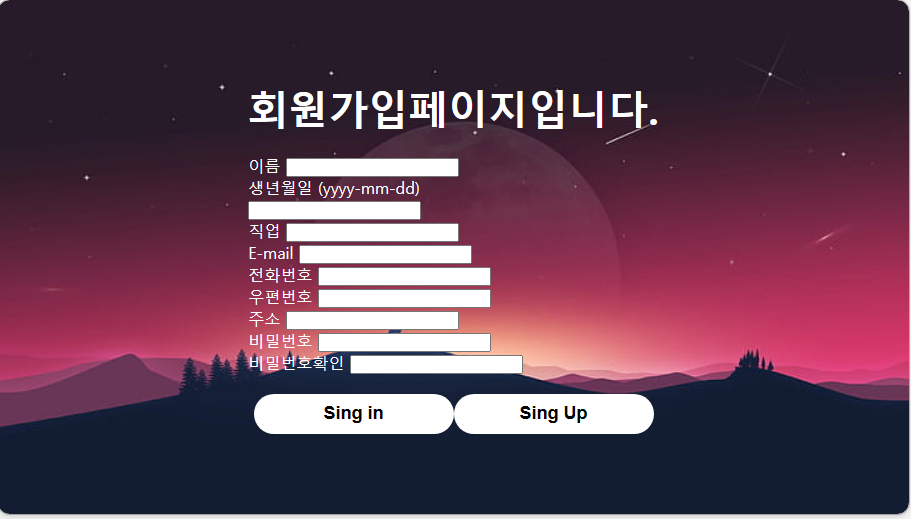 회원가입페이지입니다.
이름
생년월일 (yyyy-mm-dd)
직업
E-mail
전화번호
우편번호
주소
비밀번호
비밀번호확인
Sing in Sing Up